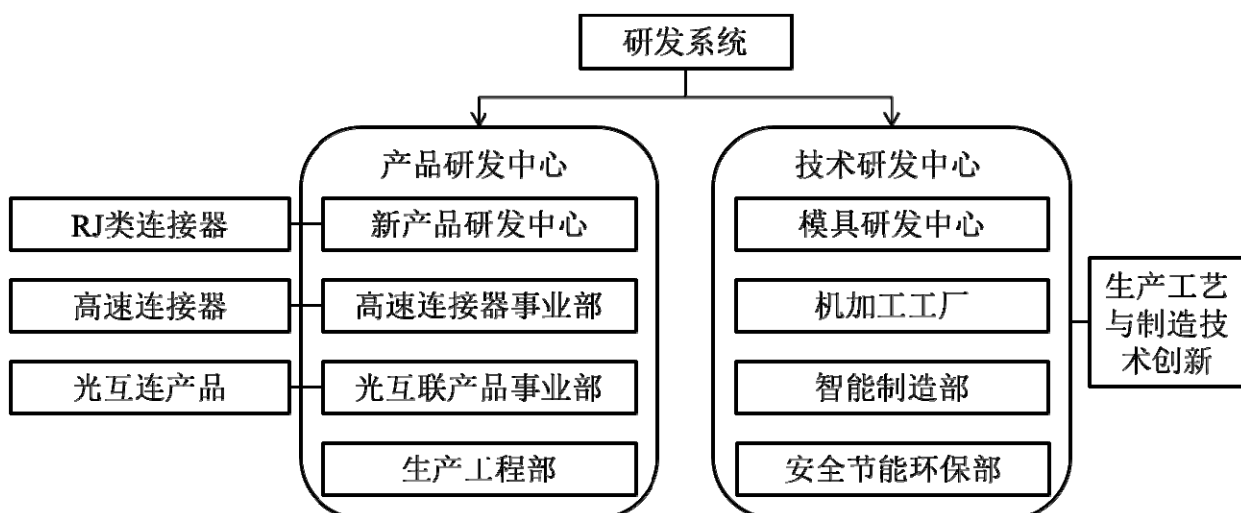 研发系统
产品研发中心
技术研发中心
RJ类连接器
新产品研发中心
模具研发中心
高速连接器
高速连接器事业部
机加工工厂
生产工艺
与制造技
术创新
光互连产品
光互联产品事业部
智能制造部
生产工程部
安全节能环保部